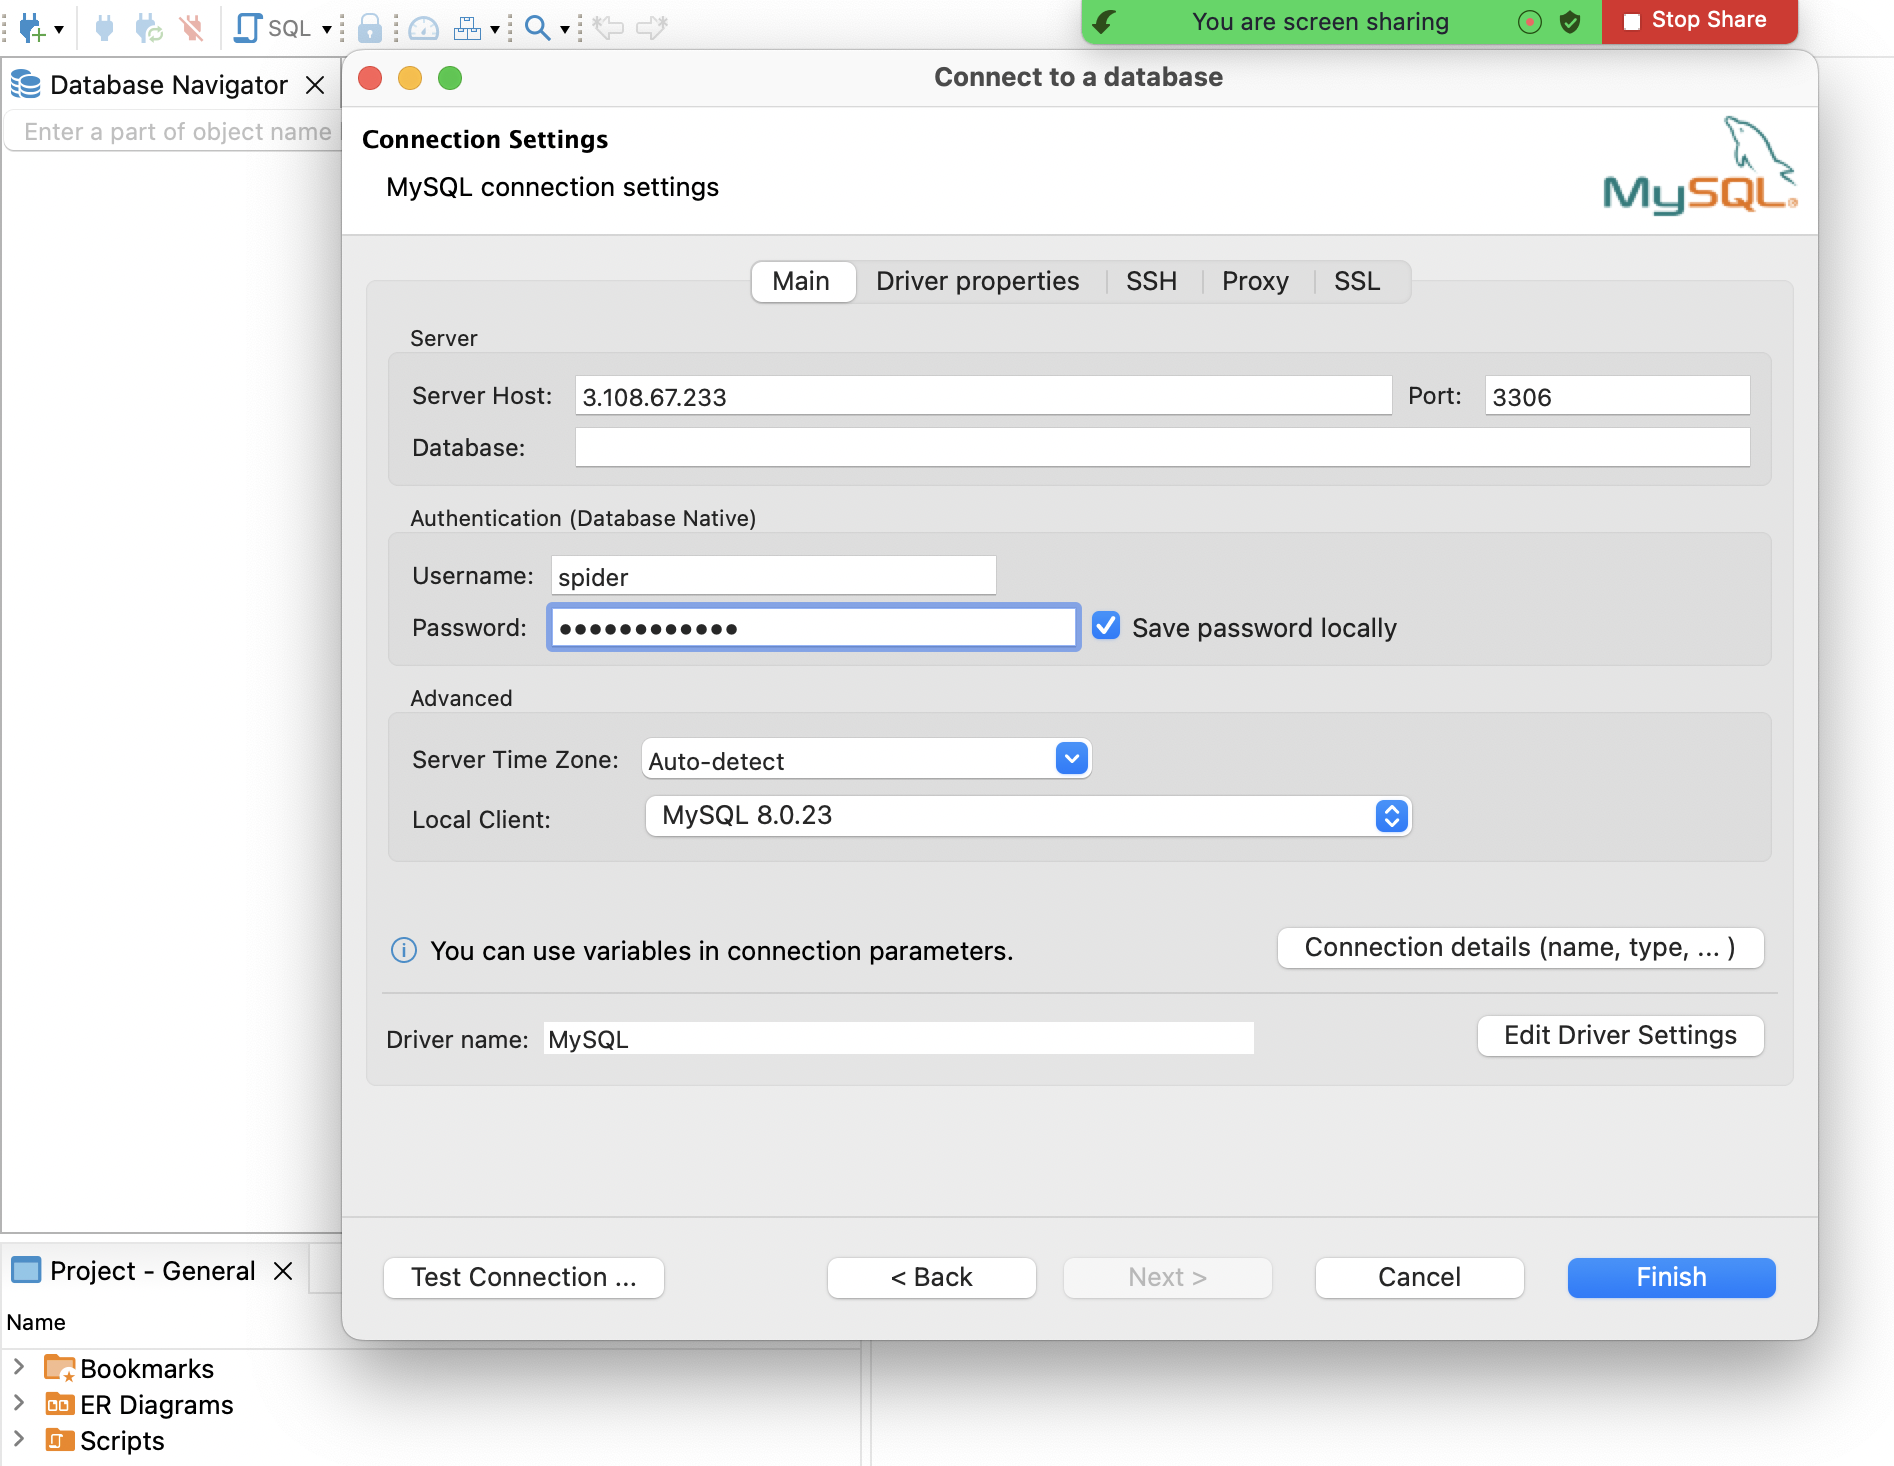 SQL
You are screen sharing
Stop Share
Database Navigator
Enter a part of object name
Connect to a database
Connection Settings
MySQL connection settings
MySQL
Main
Driver properties
SSH
Proxy
SSL
Server
Server Host: 3.108.67.233 Port: 3306
Database:
Authentication (Database Native)
Username: spider
Password: ●●●●●●●●●●●● Save password locally
Advanced
Server Time Zone: Auto-detect
Local Client: MySQL 8.0.23
You can use variables in connection parameters.
Connection details (name, type, ... )
Driver name: MySQL
Edit Driver Settings
Test Connection ...
< Back
Next >
Cancel
Finish
Project - General
Name
Bookmarks
ER Diagrams
Scripts